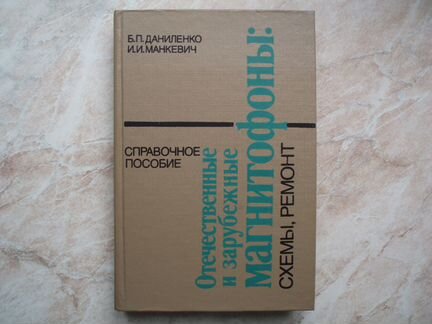 Б.П.ДАНИЛЕНКО
И.И.МАНКЕВИЧ
СПРАВОЧНОЕ
ПОСОБИЕ
Отечественные
и зарубежные
магнитофоны:
СХЕМЫ, РЕМОНТ